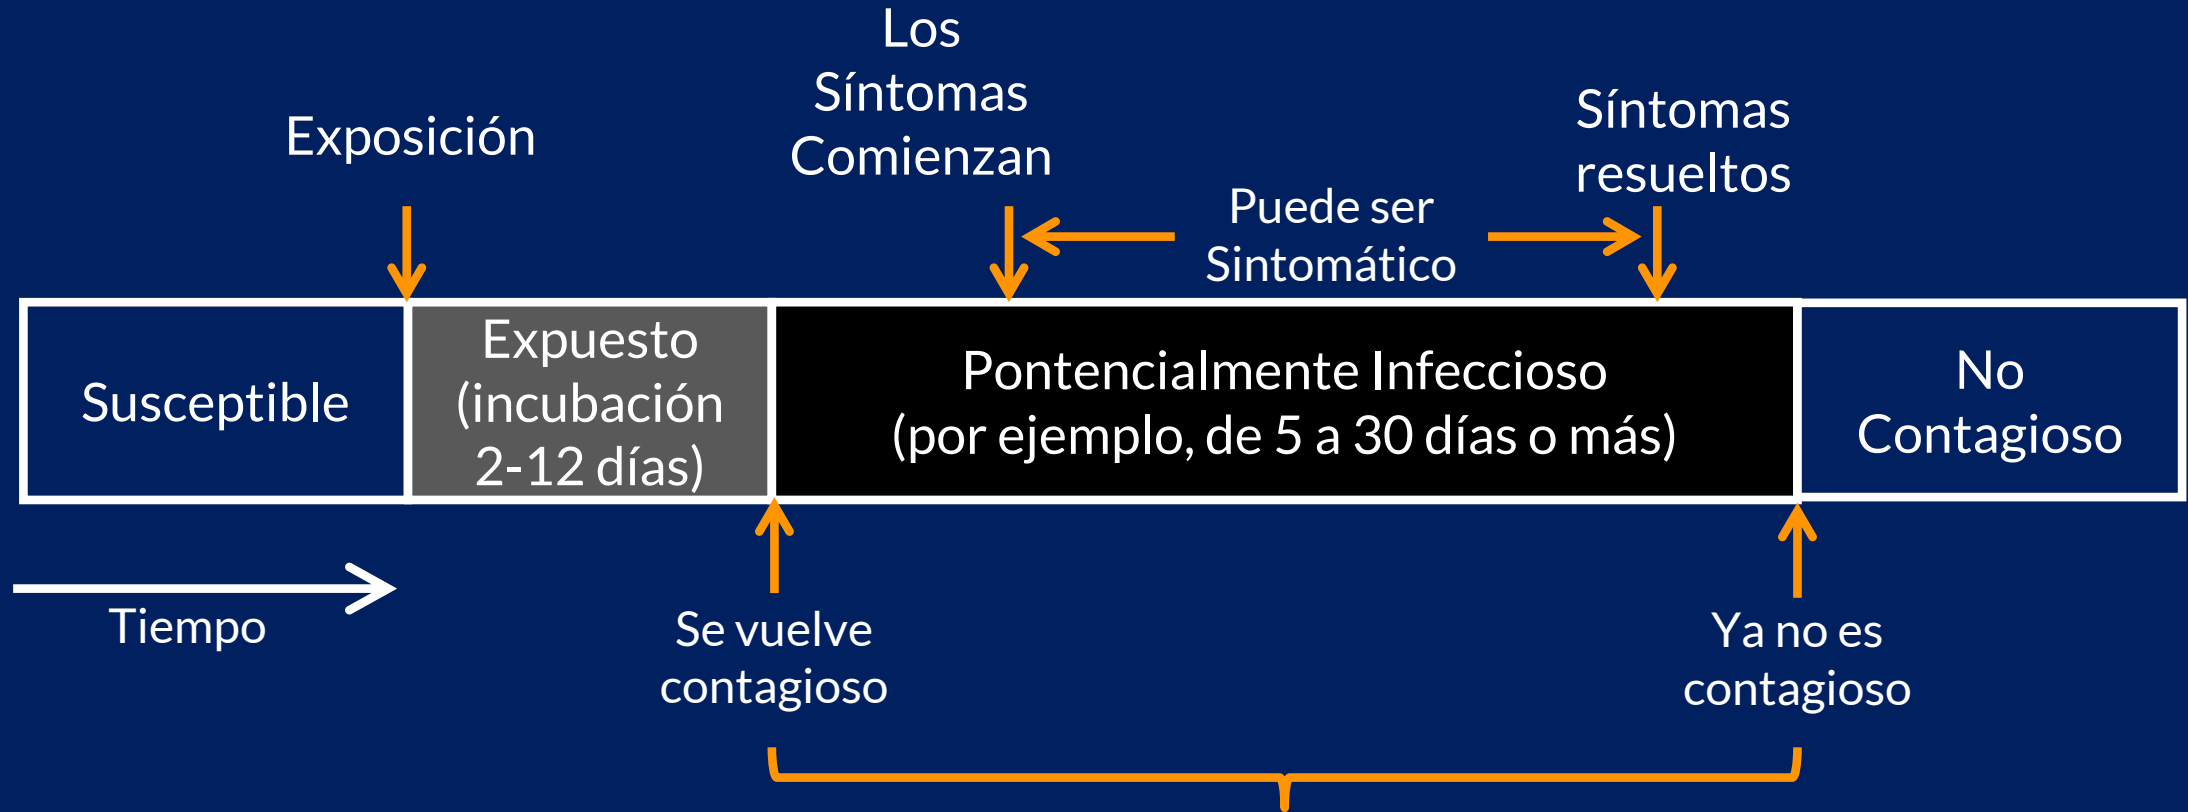 Los
Síntomas
Comienzan
Exposición
Síntomas
resueltos
Puede ser
Sintomático
Susceptible
Expuesto
(incubación
2-12 días)
Pontencialmente Infeccioso
(por ejemplo, de 5 a 30 días o más)
No
Contagioso
Tiempo
Se vuelve
contagioso
Ya no es
contagioso